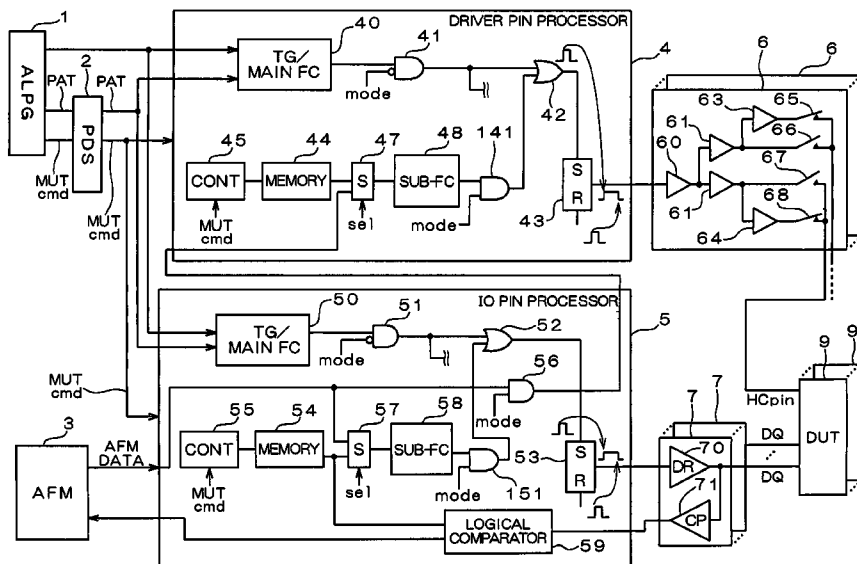 1
ALPG
PAT
2
PAT
PDS
MUT
cmd
MUT
cmd
DRIVER PIN PROCESSOR
4
TG/
MAIN FC
40
41
mode
42
45
CONT
MUT
cmd
44
MEMORY
47
S
sel
48
SUB-FC
141
mode
S
R
43
6
6
60
61
61
63
64
65
66
67
68
IO PIN PROCESSOR
5
TG/
MAIN FC
50
51
mode
52
56
mode
MUT
cmd
3
AFM
AFM
DATA
55
CONT
MUT
cmd
54
MEMORY
57
S
sel
58
SUB-FC
mode
151
53
S
R
LOGICAL
COMPARATOR
59
7
7
70
DR
71
CP
HCpin
DQ
DQ
9
9
DUT